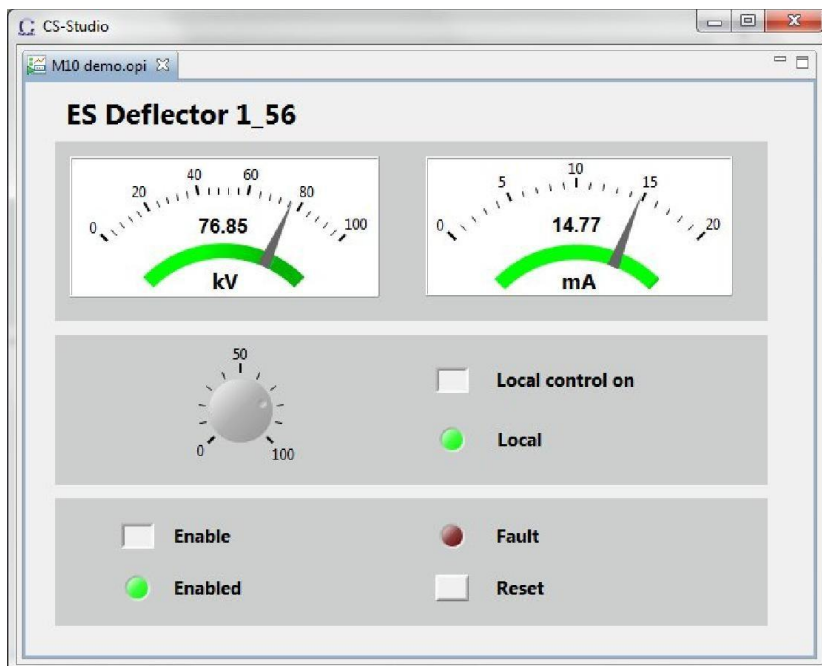 CS-Studio
M10 demo.opi
ES Deflector 1_56
0 20 40 60 80 100
76.85
kV
0 5 10 15 20
14.77
mA
50
0 100
Local control on
Local
Enable
Fault
Enabled
Reset